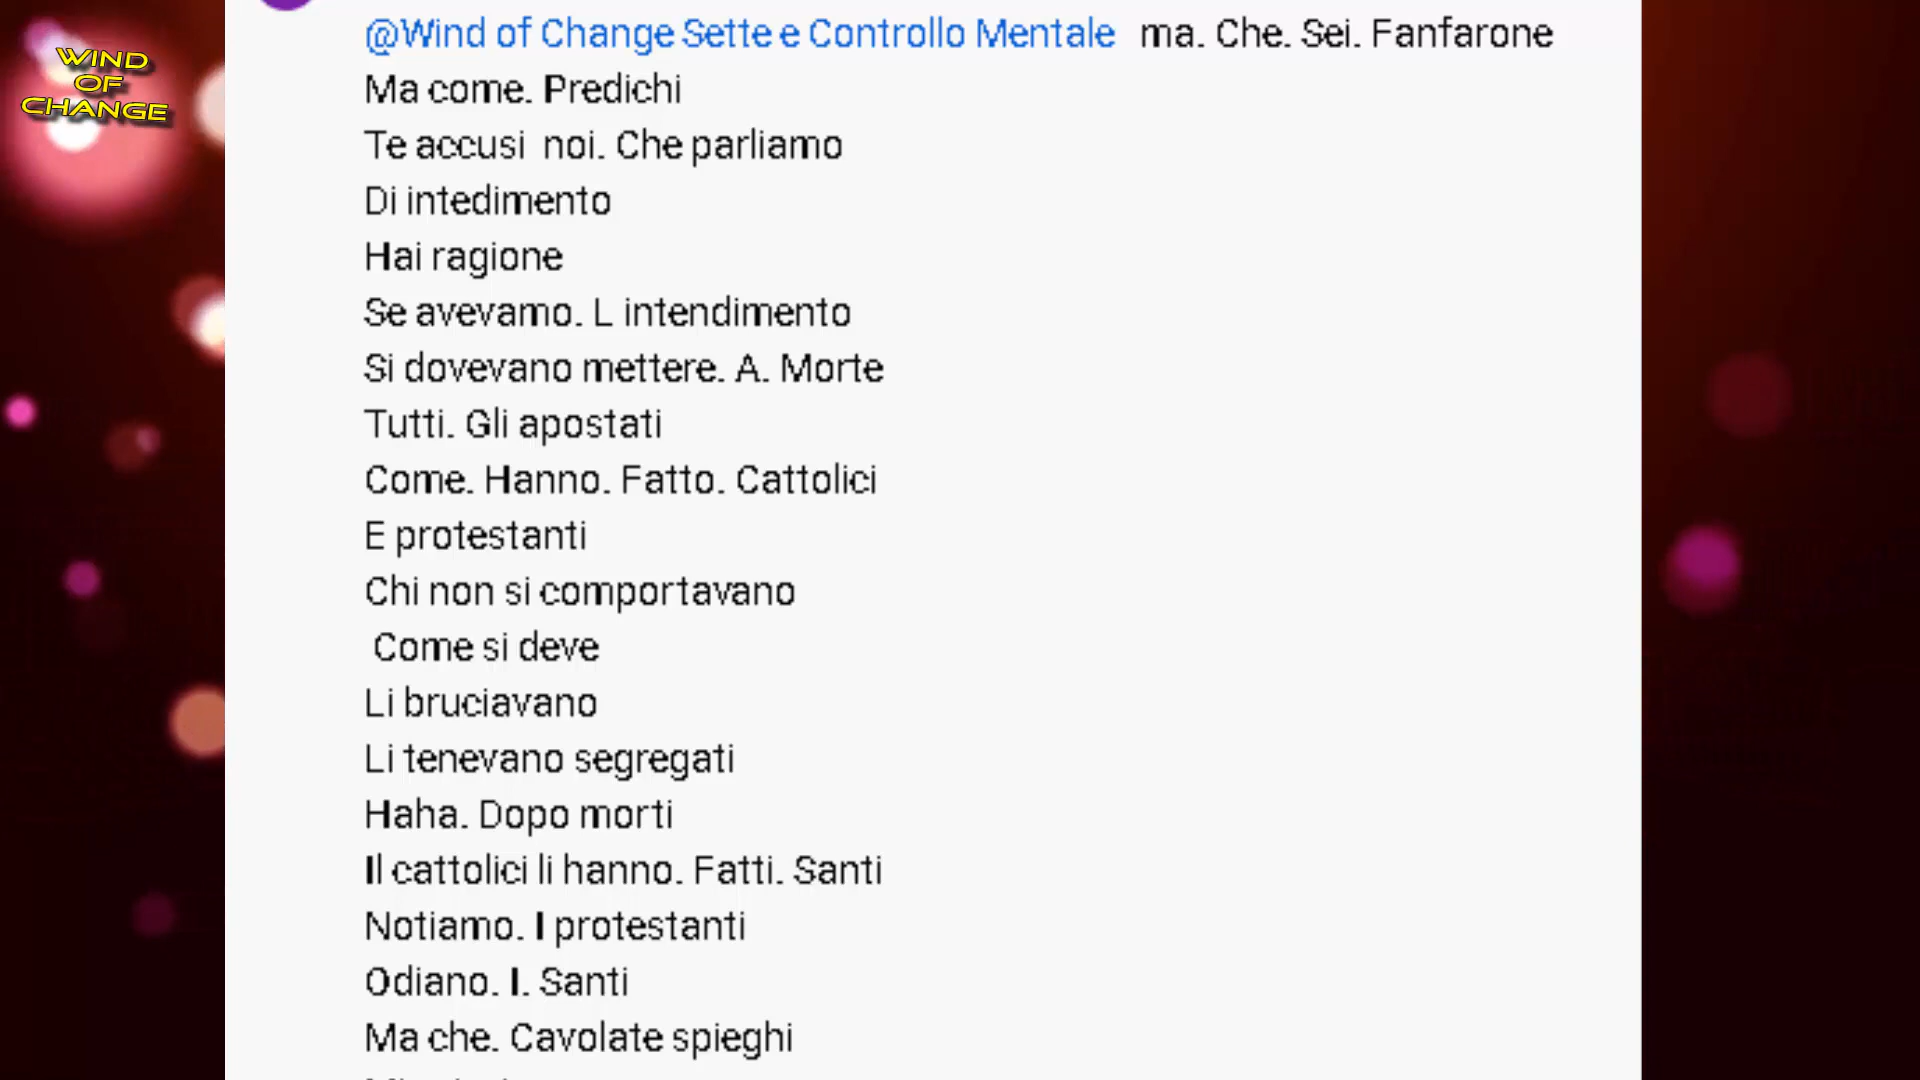 WIND
OF
CHANGE
@Wind of Change Sette e Controllo Mentale ma. Che. Sei. Fanfarone
Ma come. Predichi
Te accusi noi. Che parliamo
Di intedimento
Hai ragione
Se avevamo. L intendimento
Si dovevano mettere. A. Morte
Tutti. Gli apostati
Come. Hanno. Fatto. Cattolici
E protestanti
Chi non si comportavano
Come si deve
Li bruciavano
Li tenevano segregati
Haha. Dopo morti
Il cattolici li hanno. Fatti. Santi
Notiamo. I protestanti
Odiano. I. Santi
Ma che. Cavolate spieghi